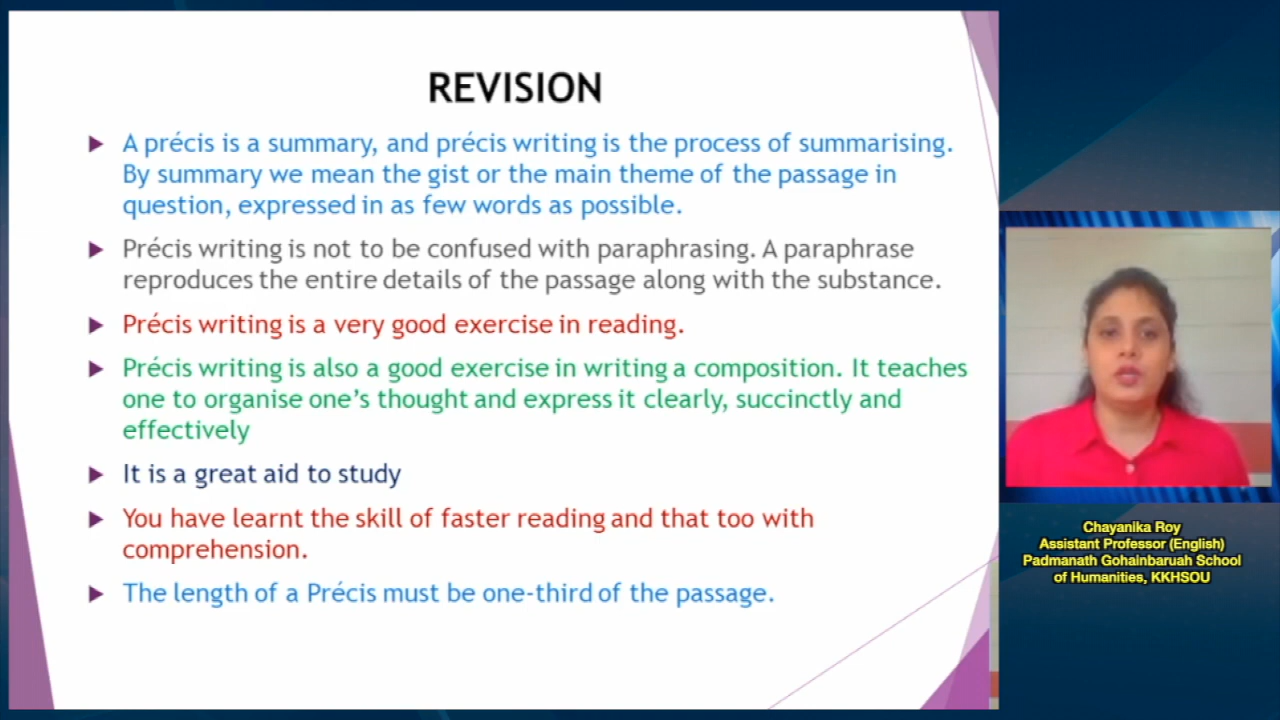 REVISION
A précis is a summary, and précis writing is the process of summarising.
By summary we mean the gist or the main theme of the passage in
question, expressed in as few words as possible.
Précis writing is not to be confused with paraphrasing. A paraphrase
reproduces the entire details of the passage along with the substance.
Précis writing is a very good exercise in reading.
Précis writing is also a good exercise in writing a composition. It teaches
one to organise one's thought and express it clearly, succinctly and
effectively
It is a great aid to study
You have learnt the skill of faster reading and that too with
comprehension.
The length of a Précis must be one-third of the passage.
Chayanika Roy
Assistant Professor (English)
Padmanath Gohainbaruah School
of Humanities, KKHSOU